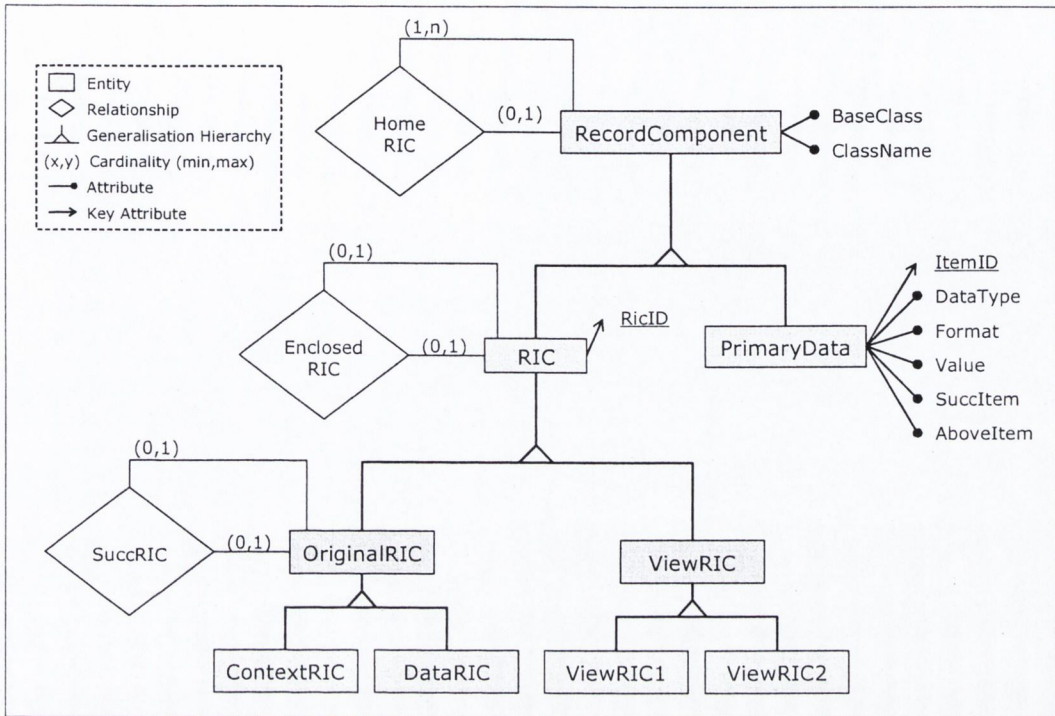 Entity
Relationship
Generalisation Hierarchy
(x,y) Cardinality (min,max)
Attribute
Key Attribute
(1,n)
Home
RIC
(0,1)
RecordComponent
BaseClass
ClassName
(0,1)
Enclosed
RIC
(0,1)
RIC
RicID
PrimaryData
ItemID
DataType
Format
Value
SuccItem
AboveItem
(0,1)
SuccRIC
(0,1)
OriginalRIC
ViewRIC
ContextRIC
DataRIC
ViewRIC1
ViewRIC2